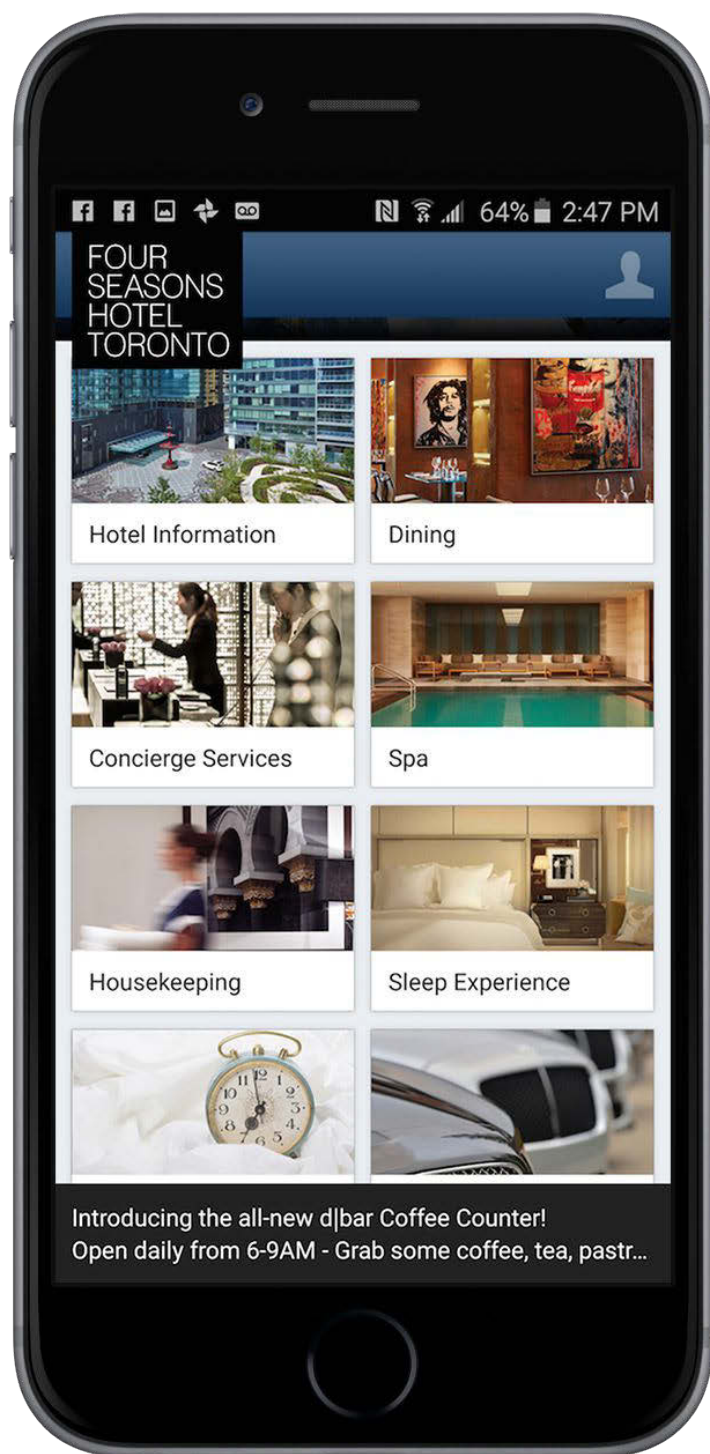 64% 2:47 PM
FOUR
SEASONS
HOTEL
TORONTO
Hotel Information
Dining
Concierge Services
Spa
Housekeeping
Sleep Experience
Introducing the all-new d|bar Coffee Counter!
Open daily from 6-9AM - Grab some coffee, tea, pastr...